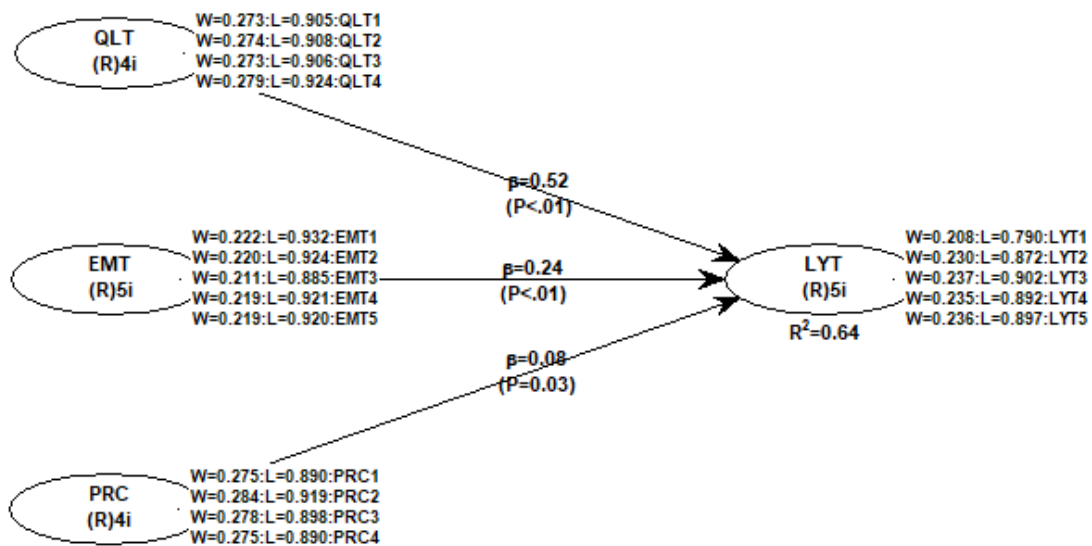 QLT
(R)4i
W=0.273:L=0.905:QLT1
W=0.274:L=0.908:QLT2
W=0.273:L=0.906:QLT3
W=0.279:L=0.924:QLT4
β=0.52
(P<.01)
EMT
(R)5i
W=0.222:L=0.932:EMT1
W=0.220:L=0.924:EMT2
W=0.211:L=0.885:EMT3
W=0.219:L=0.921:EMT4
W=0.219:L=0.920:EMT5
β=0.24
(P<.01)
LYT
(R)5i
R²=0.64
W=0.208:L=0.790:LYT1
W=0.230:L=0.872:LYT2
W=0.237:L=0.902:LYT3
W=0.235:L=0.892:LYT4
W=0.236:L=0.897:LYT5
β=0.08
(P=0.03)
PRC
(R)4i
W=0.275:L=0.890:PRC1
W=0.284:L=0.919:PRC2
W=0.278:L=0.898:PRC3
W=0.275:L=0.890:PRC4